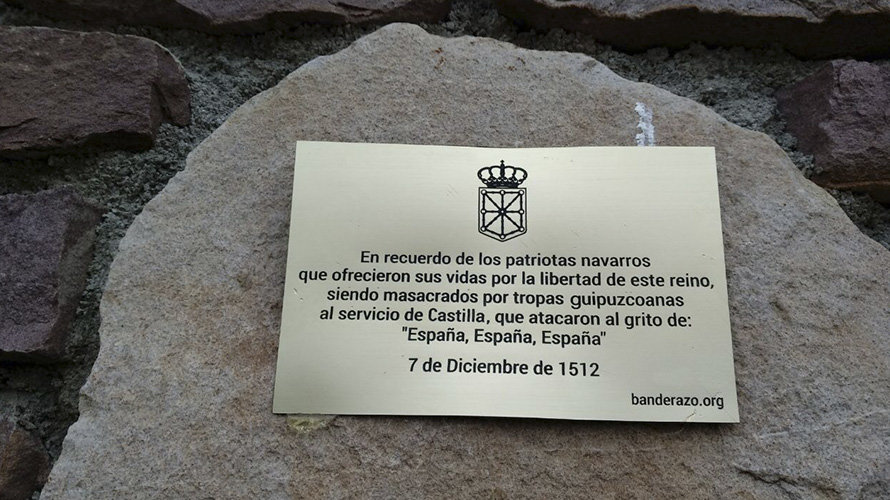 En recuerdo de los patriotas navarros
que ofrecieron sus vidas por la libertad de este reino,
siendo masacrados por tropas guipuzcoanas
al servicio de Castilla, que atacaron al grito de:
"España, España, España"
7 de Diciembre de 1512
banderazo.org